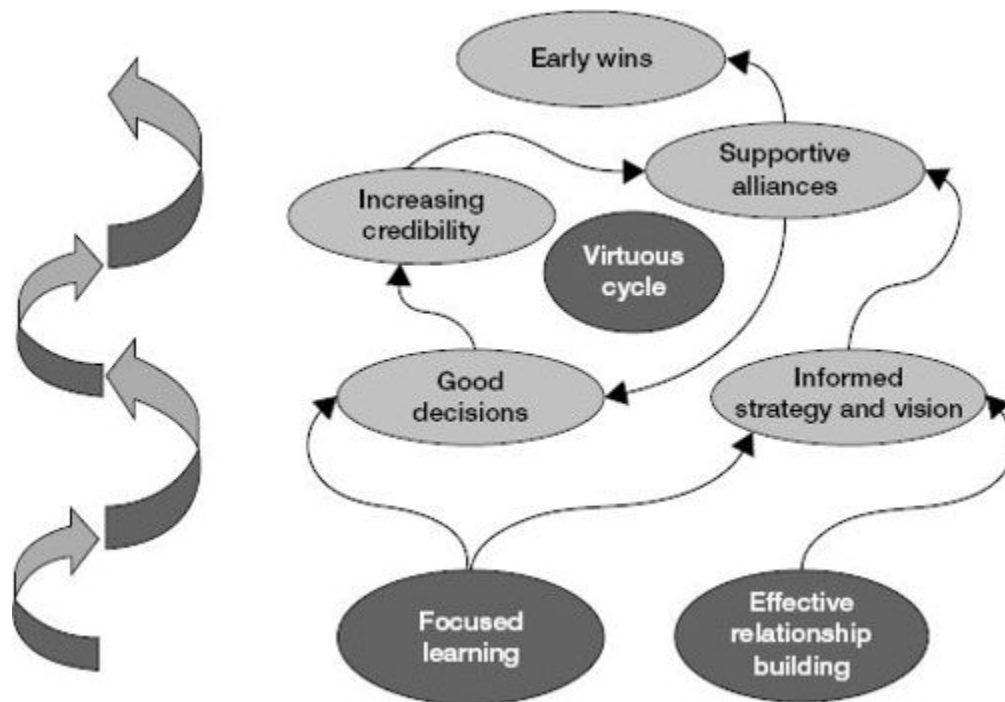 Early wins
Supportive
alliances
Increasing
credibility
Virtuous
cycle
Good
decisions
Informed
strategy and vision
Focused
learning
Effective
relationship
building